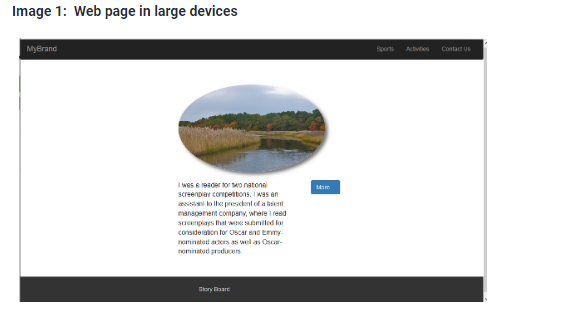 Image 1: Web page in large devices
MyBrand Sports Activities Contact Us
I was a reader for two national
screenplay competitions. I was an
assistant to the president of a talent
management company, where I read
screenplays that were submitted for
consideration for Oscar and Emmy-
nominated actors as well as Oscar-
nominated producers.
More
Story Board